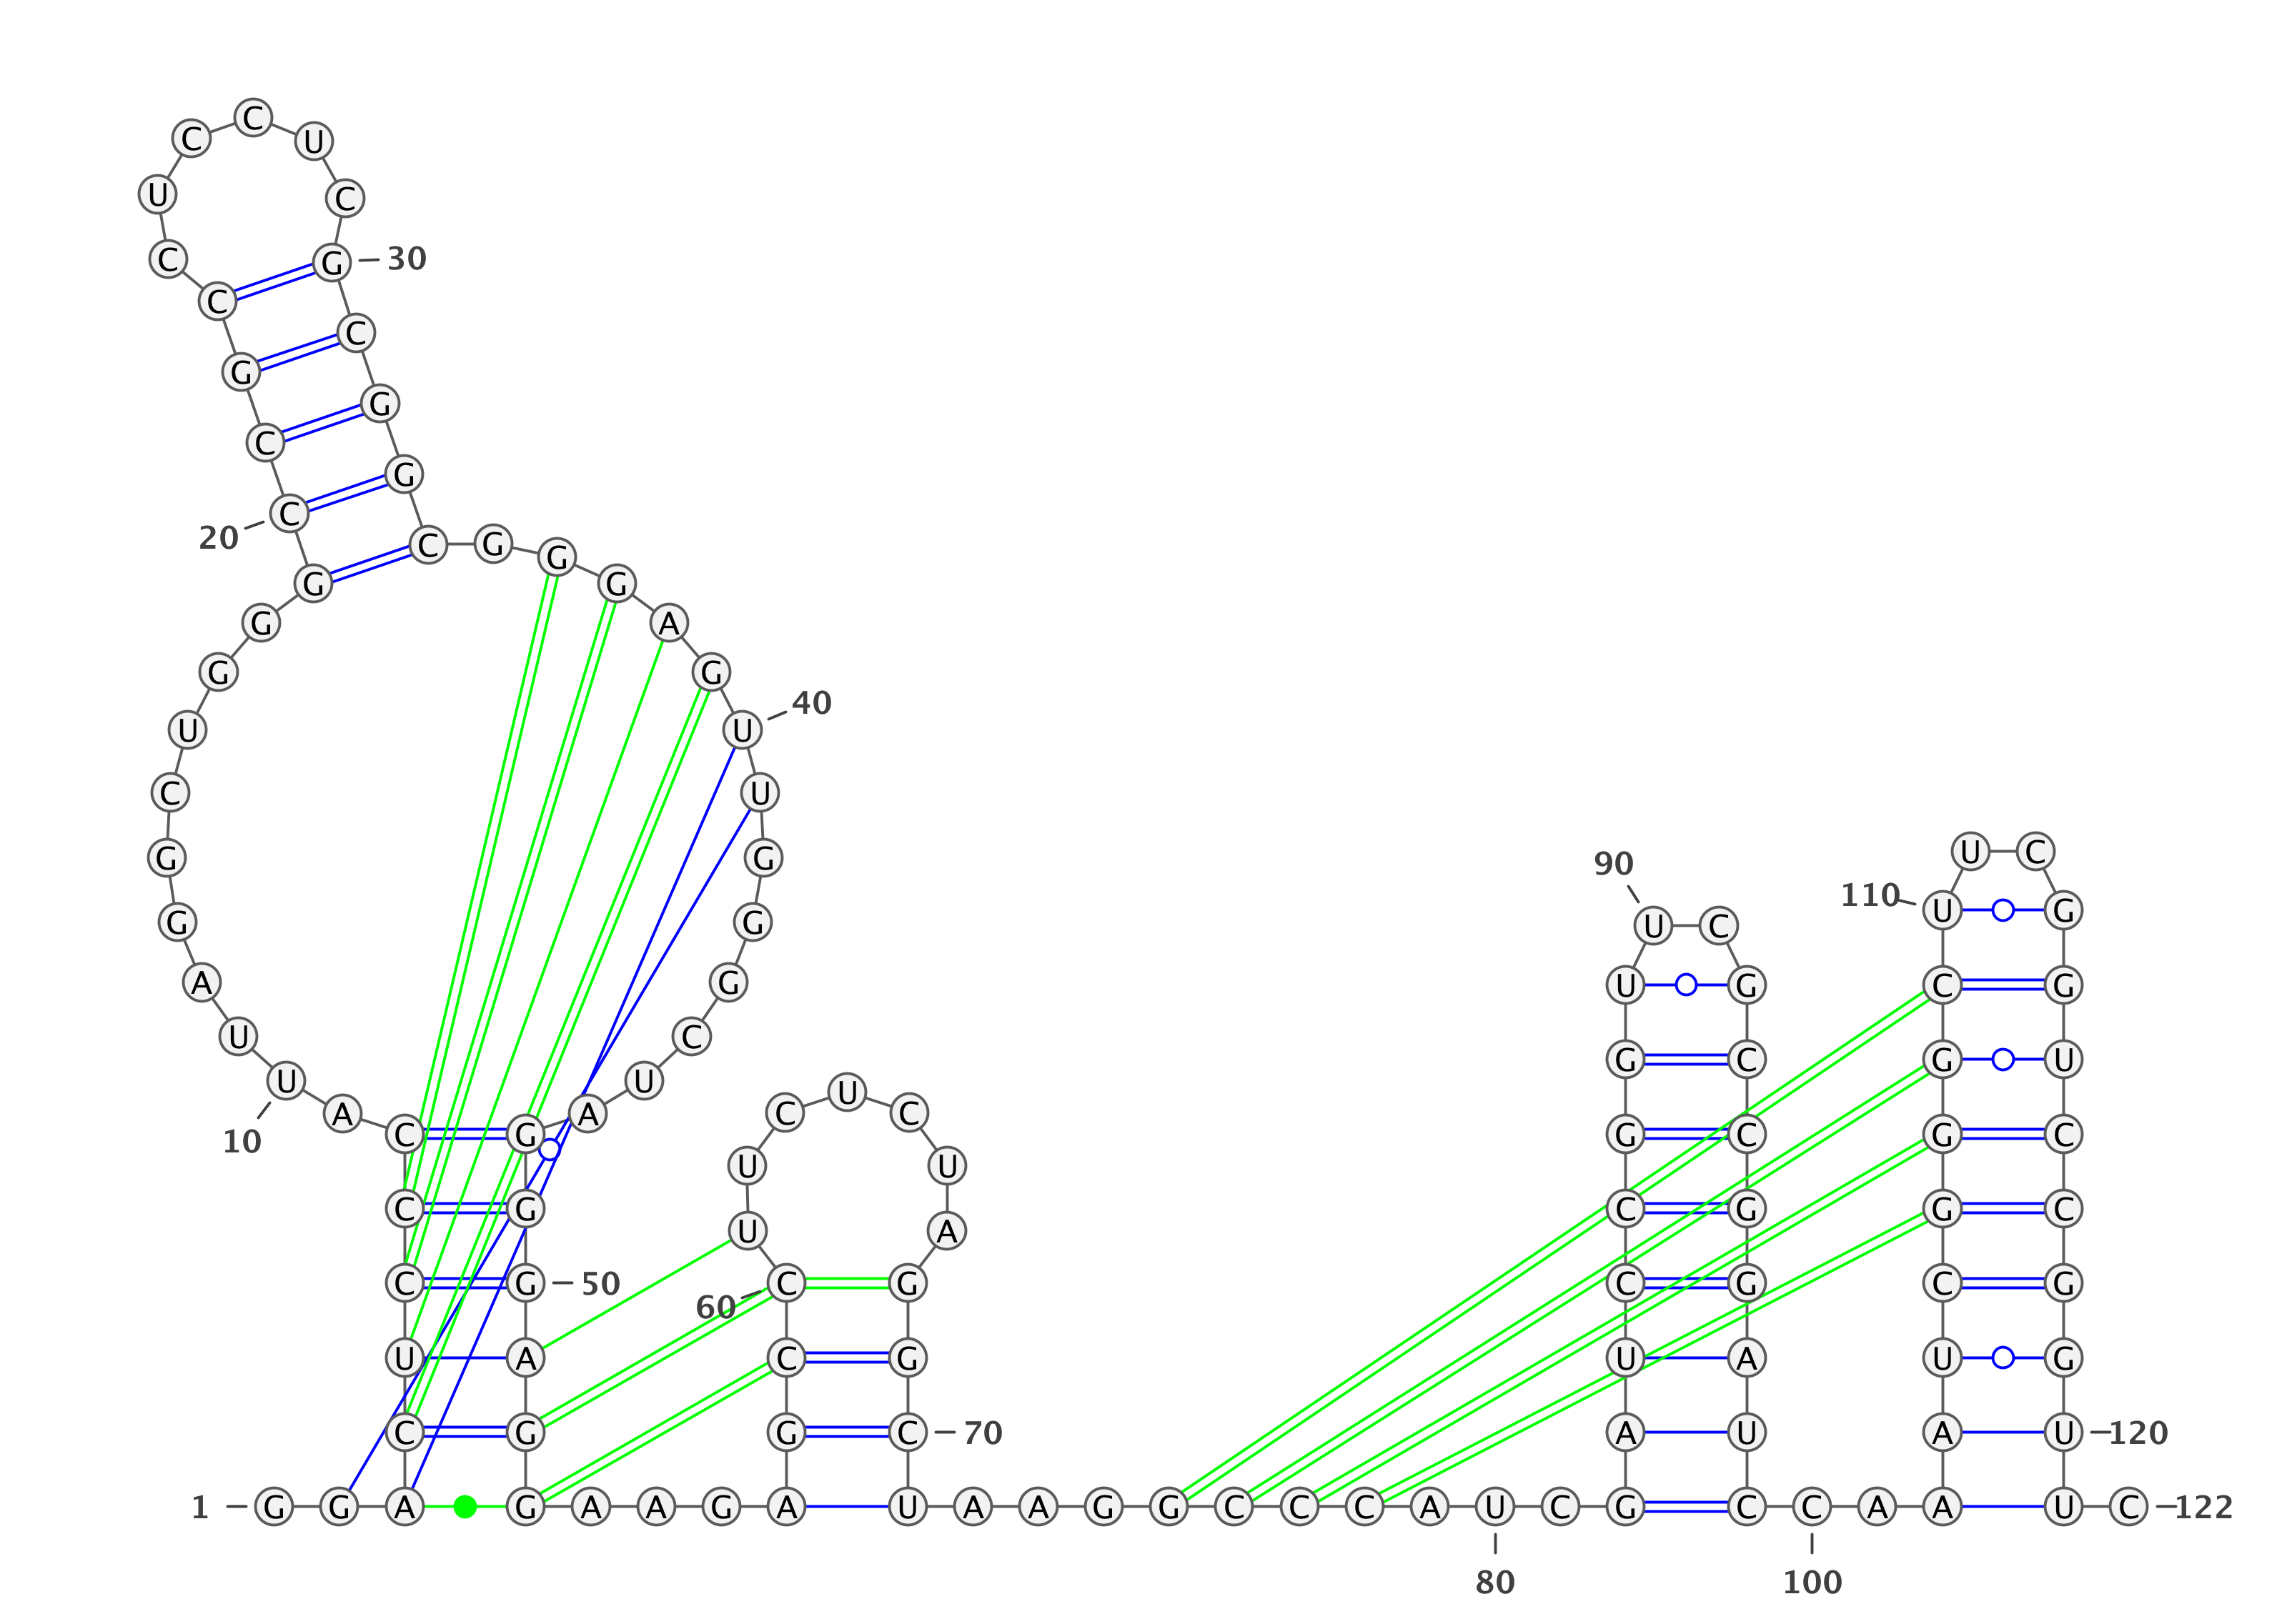 C
C U
U C
C G 30
C
C
G
G
C
G
C
20
C G G
G G
G A
G G
40
U U
C U
U C
G G
90
110
U G
G G
U C
A G U G C G
U C
G C G U
U U
U
A A C C
C G G C G C
10
U U
C G C G G C
U A
C G 50 C G C G C G
60
U A C G U A U G
C G G C 70 A U A U 120
1 G G A G A A G A U A A G G C C C A U C G C C A A U C 122
80 100